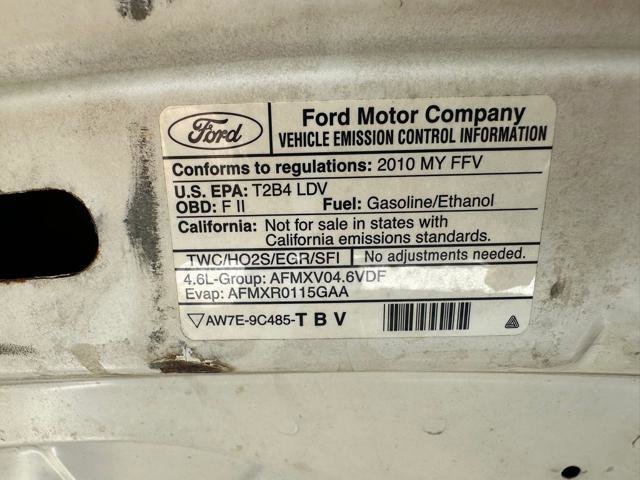 Ford
Ford Motor Company
VEHICLE EMISSION CONTROL INFORMATION
Conforms to regulations: 2010 MY FFV
U.S. EPA: T2B4 LDV
OBD: F II Fuel: Gasoline/Ethanol
California: Not for sale in states with
California emissions standards.
TWC/HO2S/EGR/SFI No adjustments needed.
4.6L-Group: AFMXV04.6VDF
Evap: AFMXR0115GAA
AW7E-9C485-T B V